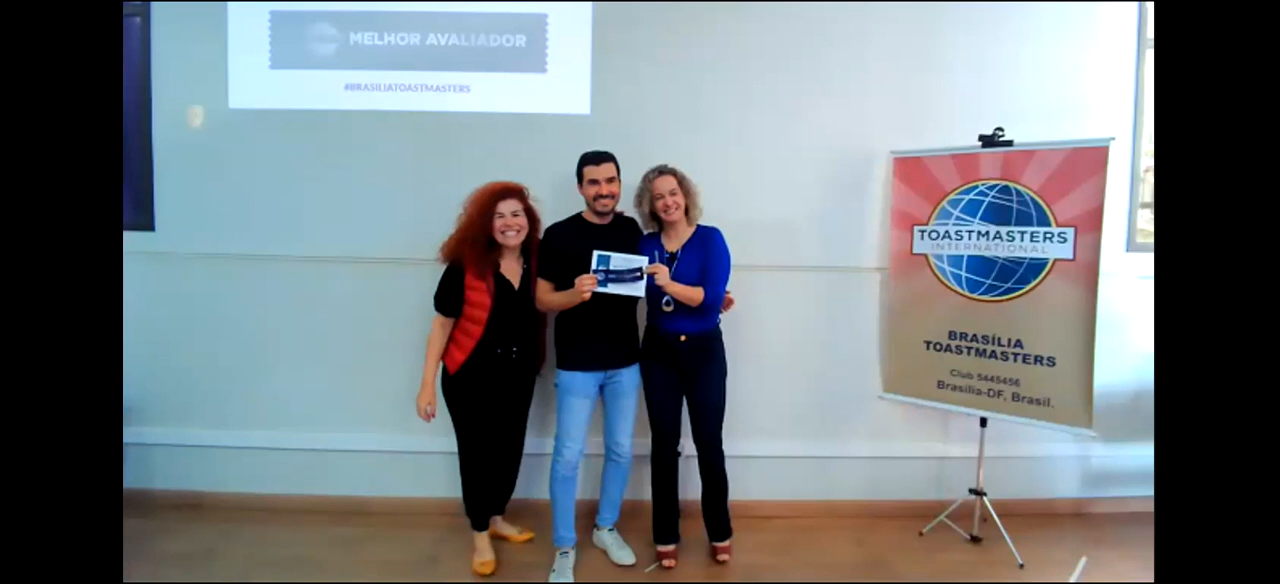 MELHOR AVALIADOR
#BRASILIATOASTMASTERS
TOASTMASTERS
INTERNATIONAL
BRASÍLIA
TOASTMASTERS
Club 5445456
Brasília-DF, Brasil.